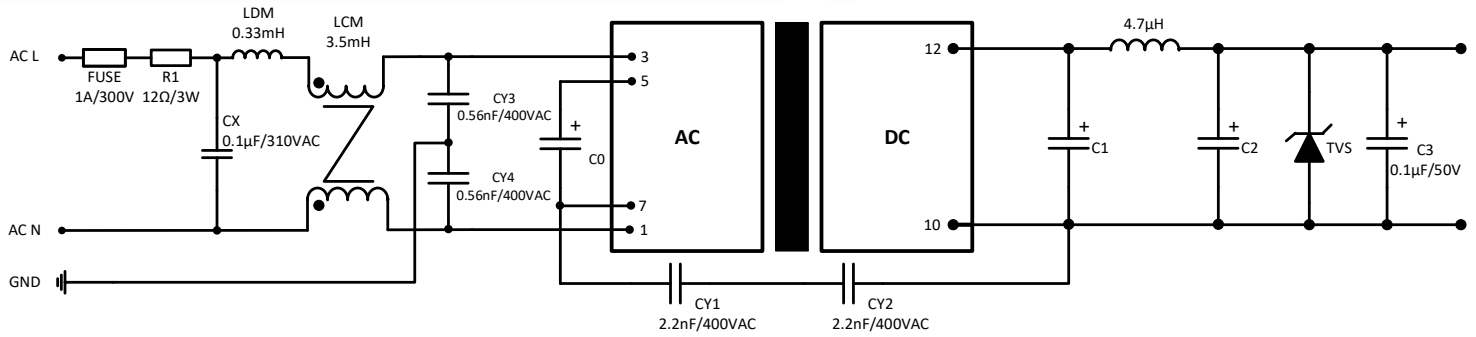 LDM
0.33mH
LCM
3.5mH
4.7µH
AC L
FUSE
1A/300V
R1
12Ω/3W
CX
0.1µF/310VAC
CY3
0.56nF/400VAC
CY4
0.56nF/400VAC
+
C0
3
5
7
1
AC
DC
12
10
+
C1
+
C2
TVS
+
C3
0.1µF/50V
AC N
GND
CY1
2.2nF/400VAC
CY2
2.2nF/400VAC